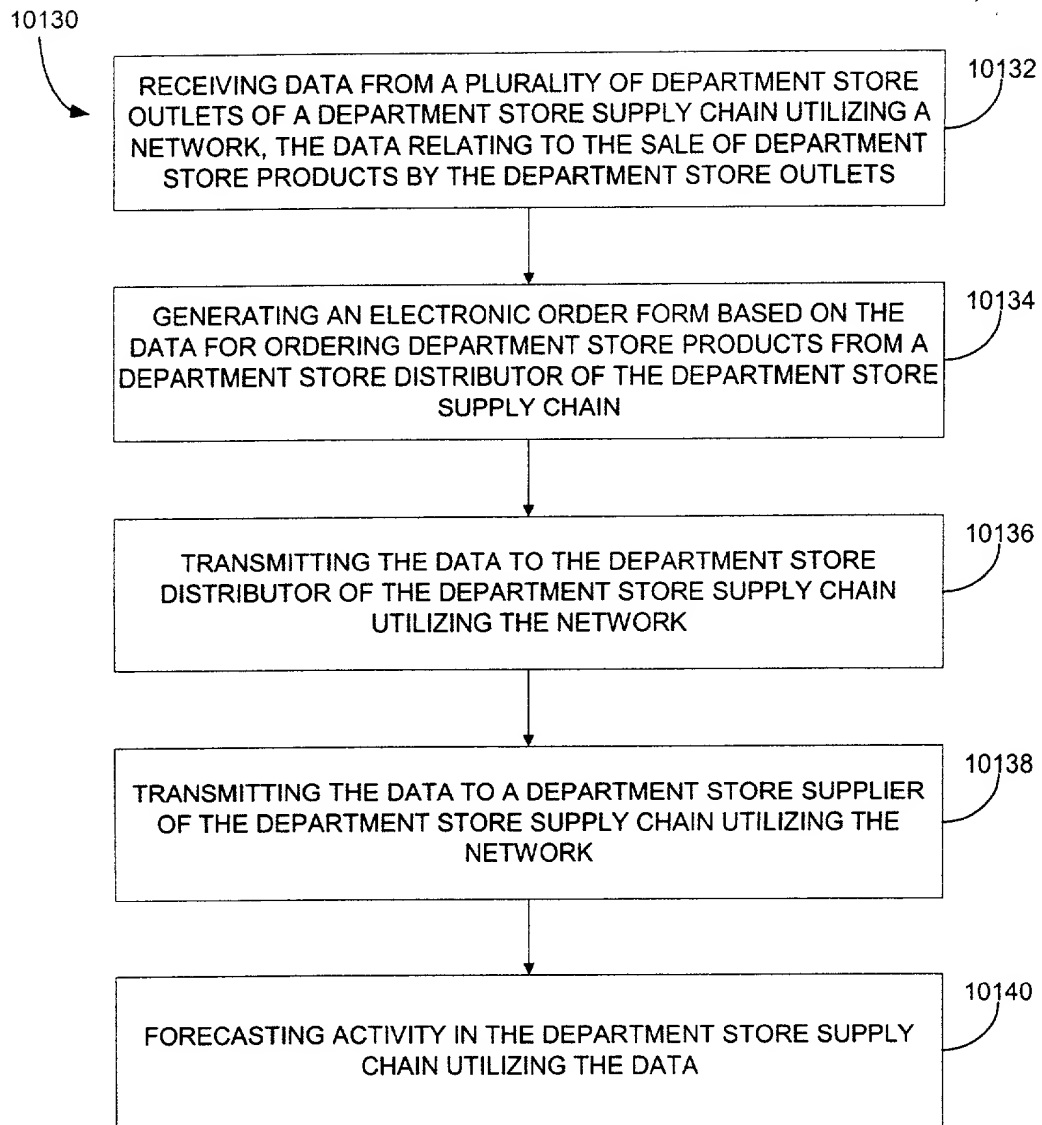 10130
RECEIVING DATA FROM A PLURALITY OF DEPARTMENT STORE
OUTLETS OF A DEPARTMENT STORE SUPPLY CHAIN UTILIZING A
NETWORK, THE DATA RELATING TO THE SALE OF DEPARTMENT
STORE PRODUCTS BY THE DEPARTMENT STORE OUTLETS
10132
GENERATING AN ELECTRONIC ORDER FORM BASED ON THE
DATA FOR ORDERING DEPARTMENT STORE PRODUCTS FROM A
DEPARTMENT STORE DISTRIBUTOR OF THE DEPARTMENT STORE
SUPPLY CHAIN
10134
TRANSMITTING THE DATA TO THE DEPARTMENT STORE
DISTRIBUTOR OF THE DEPARTMENT STORE SUPPLY CHAIN
UTILIZING THE NETWORK
10136
TRANSMITTING THE DATA TO A DEPARTMENT STORE SUPPLIER
OF THE DEPARTMENT STORE SUPPLY CHAIN UTILIZING THE
NETWORK
10138
FORECASTING ACTIVITY IN THE DEPARTMENT STORE SUPPLY
CHAIN UTILIZING THE DATA
10140